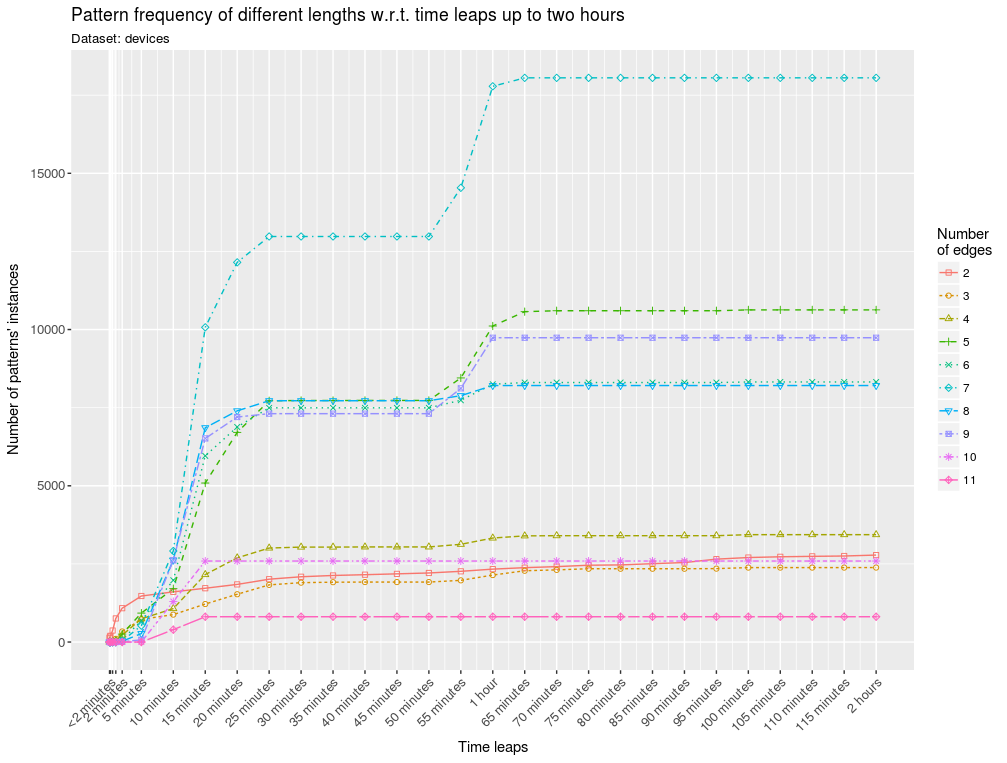 Pattern frequency of different lengths w.r.t. time leaps up to two hours
Dataset: devices
Number of patterns' instances
15000
10000
5000
0
<2 minutes
2 minutes
5 minutes
10 minutes
15 minutes
20 minutes
25 minutes
30 minutes
35 minutes
40 minutes
45 minutes
50 minutes
55 minutes
1 hour
65 minutes
70 minutes
75 minutes
80 minutes
85 minutes
90 minutes
95 minutes
100 minutes
105 minutes
110 minutes
115 minutes
2 hours
Time leaps
Number
of edges
2
3
4
5
6
7
8
9
10
11